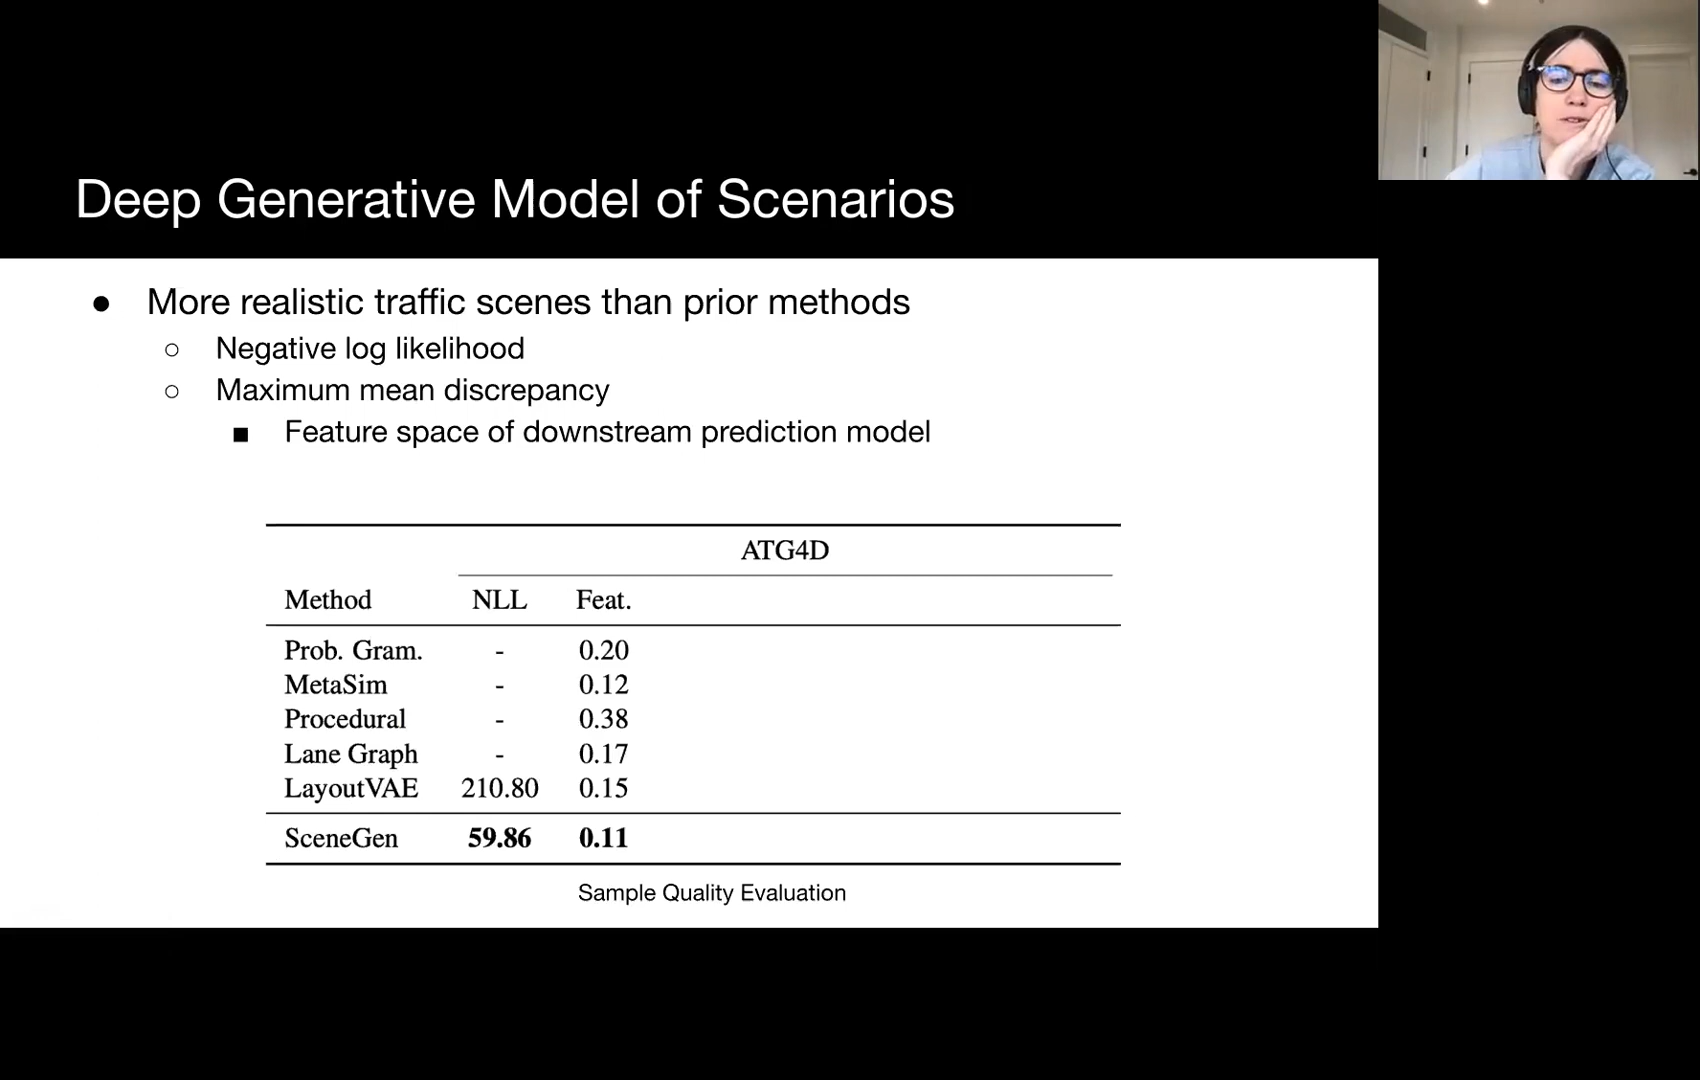 Deep Generative Model of Scenarios
● More realistic traffic scenes than prior methods
○ Negative log likelihood
○ Maximum mean discrepancy
■ Feature space of downstream prediction model
ATG4D
Method NLL Feat.
Prob. Gram. - 0.20
MetaSim - 0.12
Procedural - 0.38
Lane Graph - 0.17
LayoutVAE 210.80 0.15
SceneGen 59.86 0.11
Sample Quality Evaluation